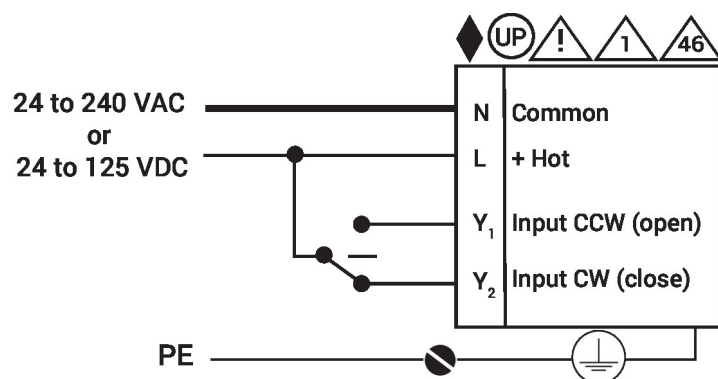 UP ! 1 46
24 to 240 VAC
or
24 to 125 VDC
N Common
L + Hot
Y₁ Input CCW (open)
Y₂ Input CW (close)
PE